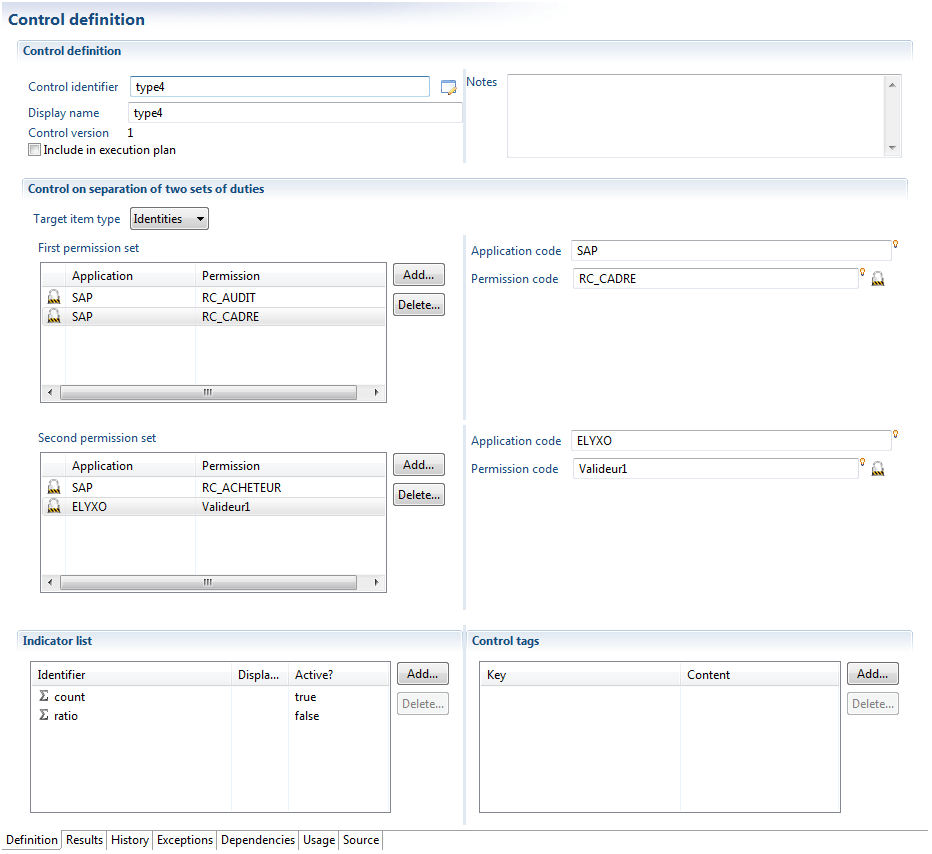 Control definition
Control definition
Control identifier type4
Display name type4
Control version 1
Include in execution plan
Notes
Control on separation of two sets of duties
Target item type Identities
First permission set
Application Permission
SAP RC_AUDIT
SAP RC_CADRE
Add...
Delete...
Application code SAP
Permission code RC_CADRE
Second permission set
Application Permission
SAP RC_ACHETEUR
ELYXO Valideur1
Add...
Delete...
Application code ELYXO
Permission code Valideur1
Indicator list
Identifier Displa... Active?
Σ count true
Σ ratio false
Add...
Delete...
Control tags
Key Content
Add...
Delete...
Definition Results History Exceptions Dependencies Usage Source